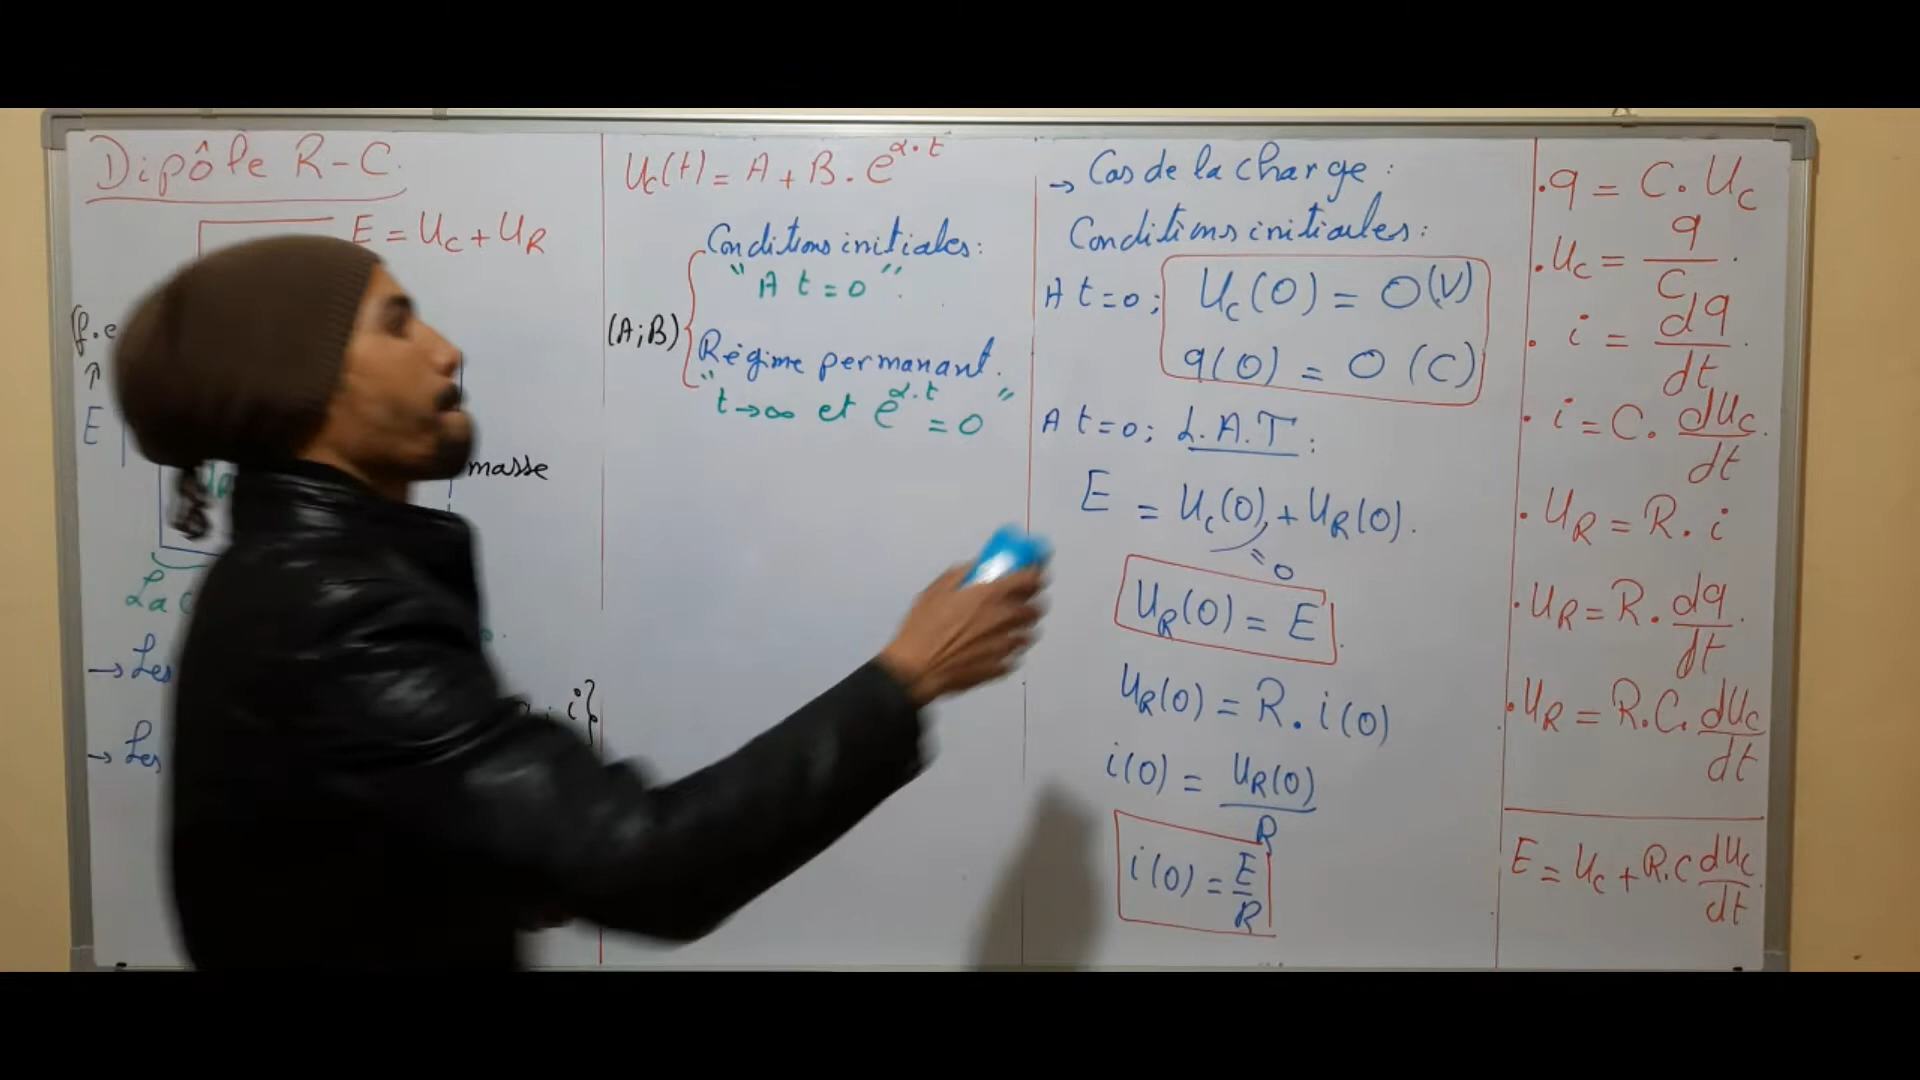 Dipôle R-C.
E = Uc + UR
f.e
E
masse
La
→ Les
i}
→ Les
Uc(t) = A + B. e^α.t
Conditions initiales:
"A t=0".
(A;B)
Régime permanant.
"t→∞ et e^α.t = 0"
→ Cas de la charge:
Conditions initiales:
A t=0; Uc(0) = 0(V)
q(0) = 0 (C)
A t=0; L.A.T:
E = Uc(0) + UR(0).
= 0
UR(0) = E.
UR(0) = R. i(0)
i(0) = UR(0)/R
i(0) = E/R
.q = C. Uc
.Uc = q/C.
. i = dq/dt.
. i = C. dUc/dt.
. UR = R. i
. UR = R. dq/dt.
. UR = R.C. dUc/dt
E = Uc + R.C dUc/dt